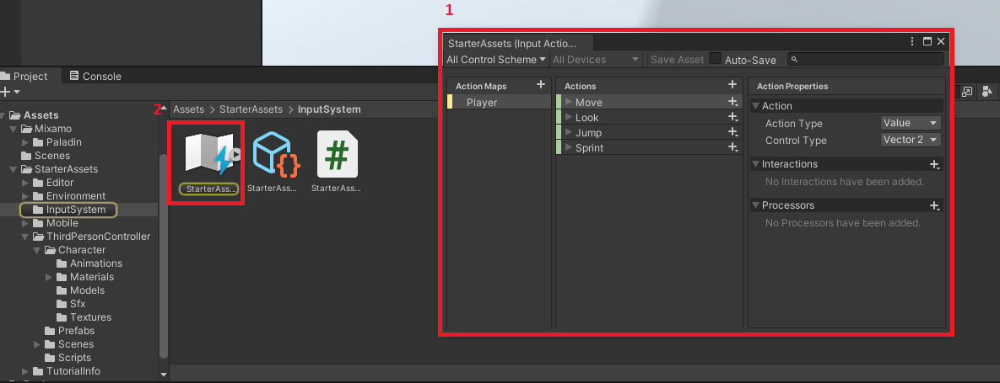 1
StarterAssets (Input Actio...
All Control Scheme All Devices Save Asset Auto-Save
Action Maps Actions Action Properties
Player
Move
Look
Jump
Sprint
Action
Action Type Value
Control Type Vector 2
Interactions
No Interactions have been added.
Processors
No Processors have been added.
Project Console
2
Assets > StarterAssets > InputSystem
StarterAss... StarterAss... StarterAss...
{}
#
Assets
Mixamo
Paladin
Scenes
StarterAssets
Editor
Environment
InputSystem
Mobile
ThirdPersonController
Character
Animations
Materials
Models
Sfx
Textures
Prefabs
Scenes
Scripts
TutorialInfo